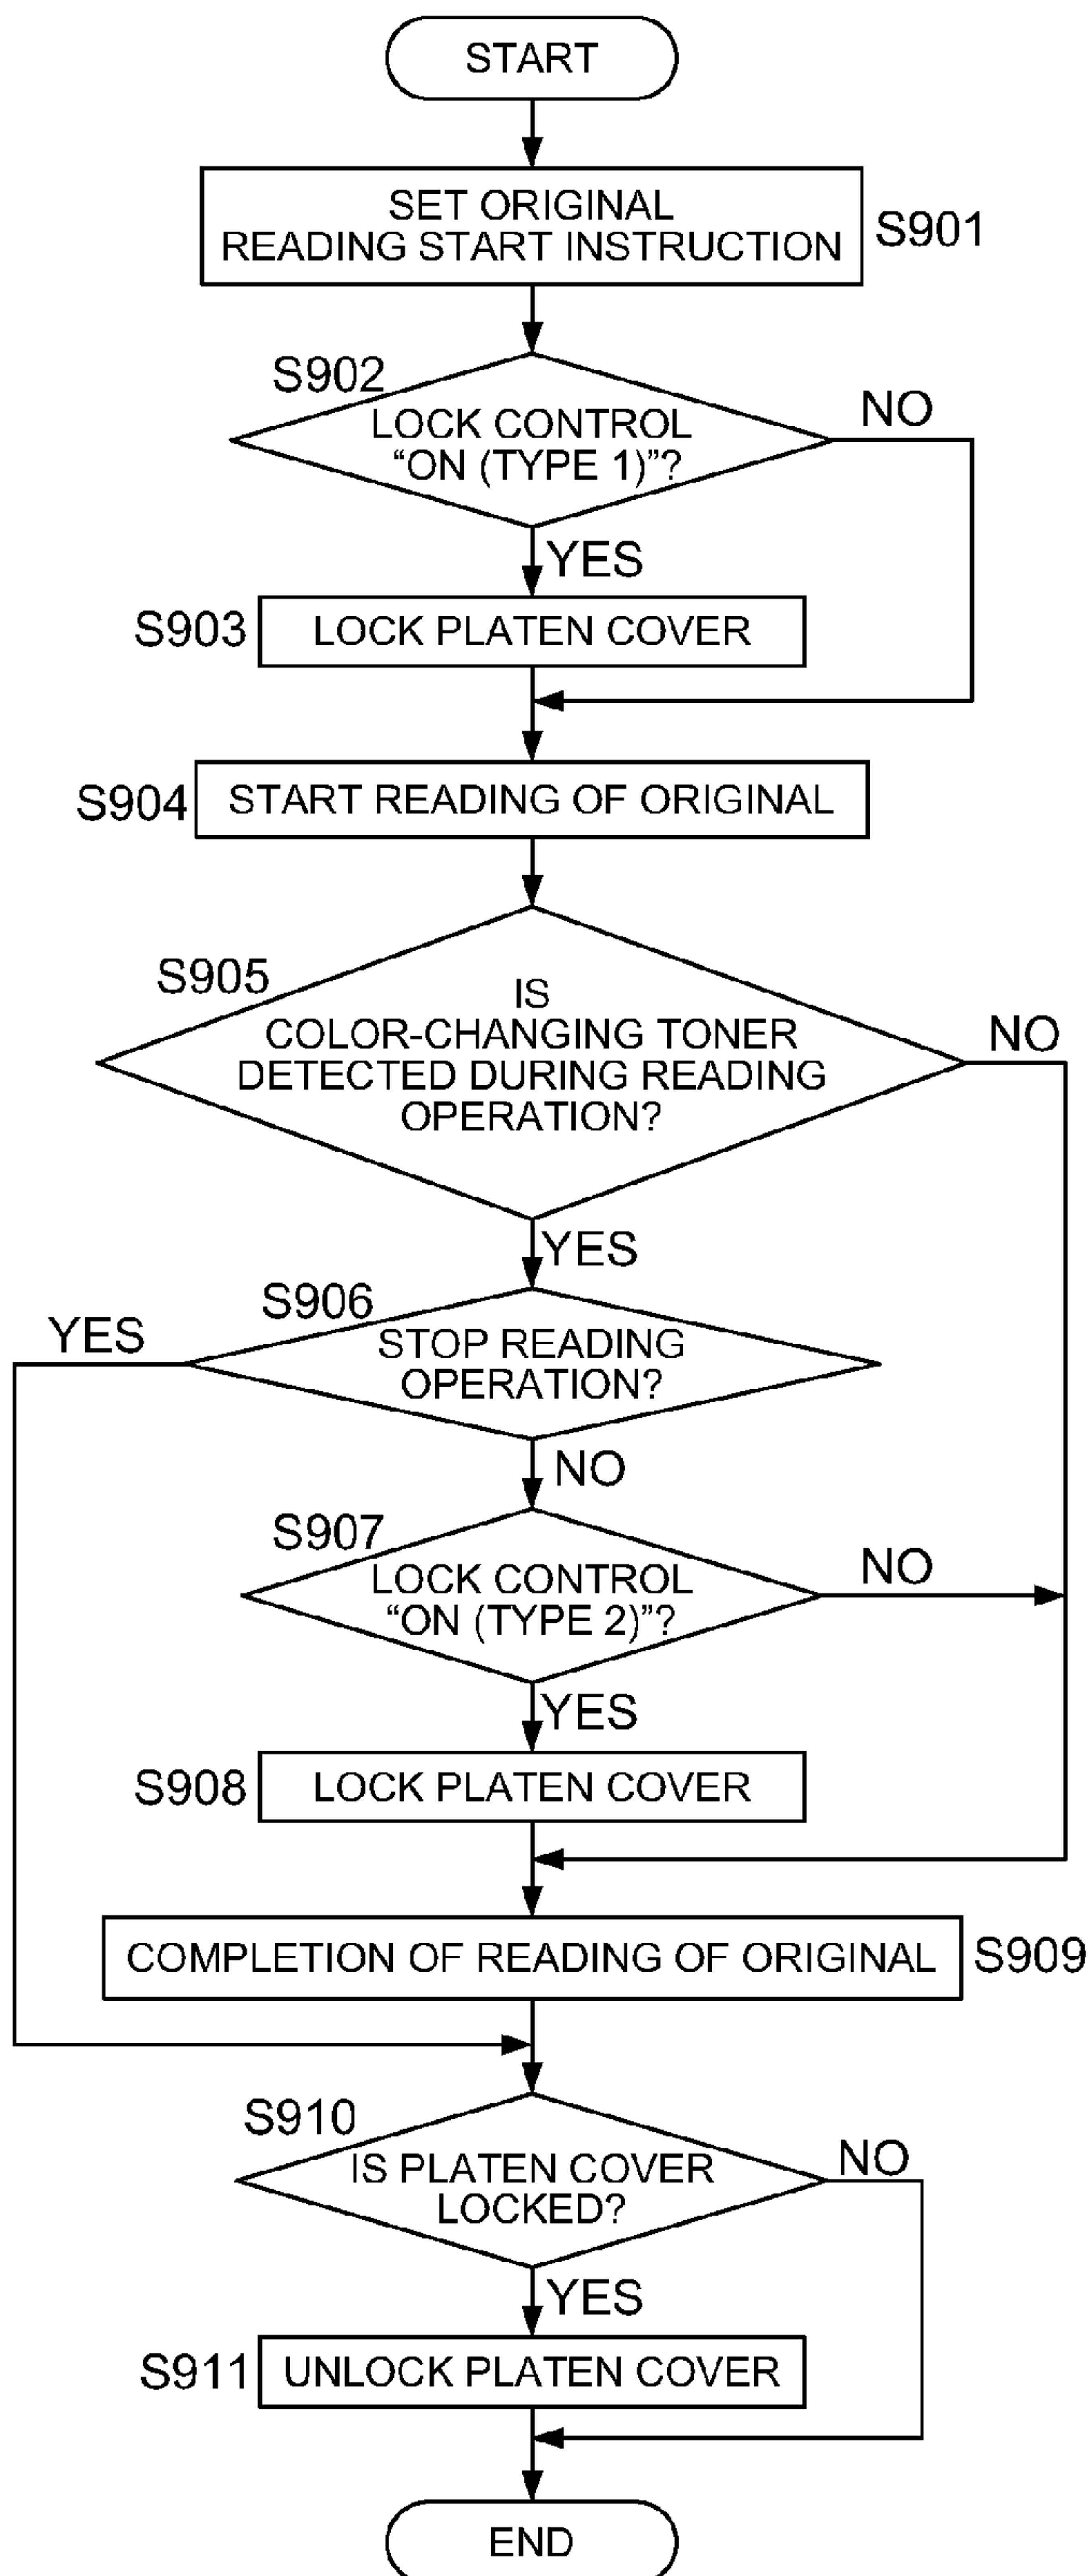 START
SET ORIGINAL
READING START INSTRUCTION
S901
S902
LOCK CONTROL
“ON (TYPE 1)”?
NO
YES
S903
LOCK PLATEN COVER
S904
START READING OF ORIGINAL
S905
IS
COLOR-CHANGING TONER
DETECTED DURING READING
OPERATION?
NO
YES
S906
YES
STOP READING
OPERATION?
NO
S907
LOCK CONTROL
“ON (TYPE 2)”?
NO
YES
S908
LOCK PLATEN COVER
COMPLETION OF READING OF ORIGINAL
S909
S910
IS PLATEN COVER
LOCKED?
NO
YES
S911
UNLOCK PLATEN COVER
END